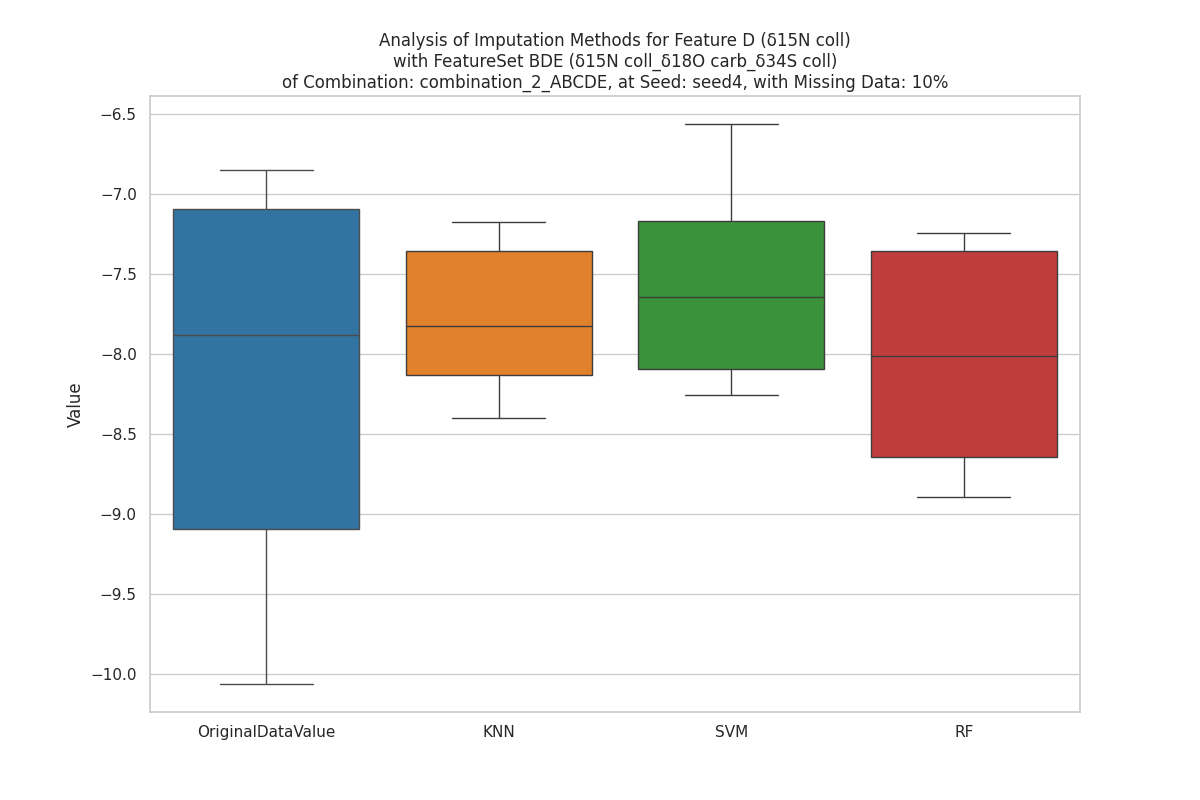 Analysis of Imputation Methods for Feature D (δ15N coll)
with FeatureSet BDE (δ15N coll_δ18O carb_δ34S coll)
of Combination: combination_2_ABCDE, at Seed: seed4, with Missing Data: 10%
−6.5
−7.0
−7.5
−8.0
−8.5
−9.0
−9.5
−10.0
Value
OriginalDataValue
KNN
SVM
RF